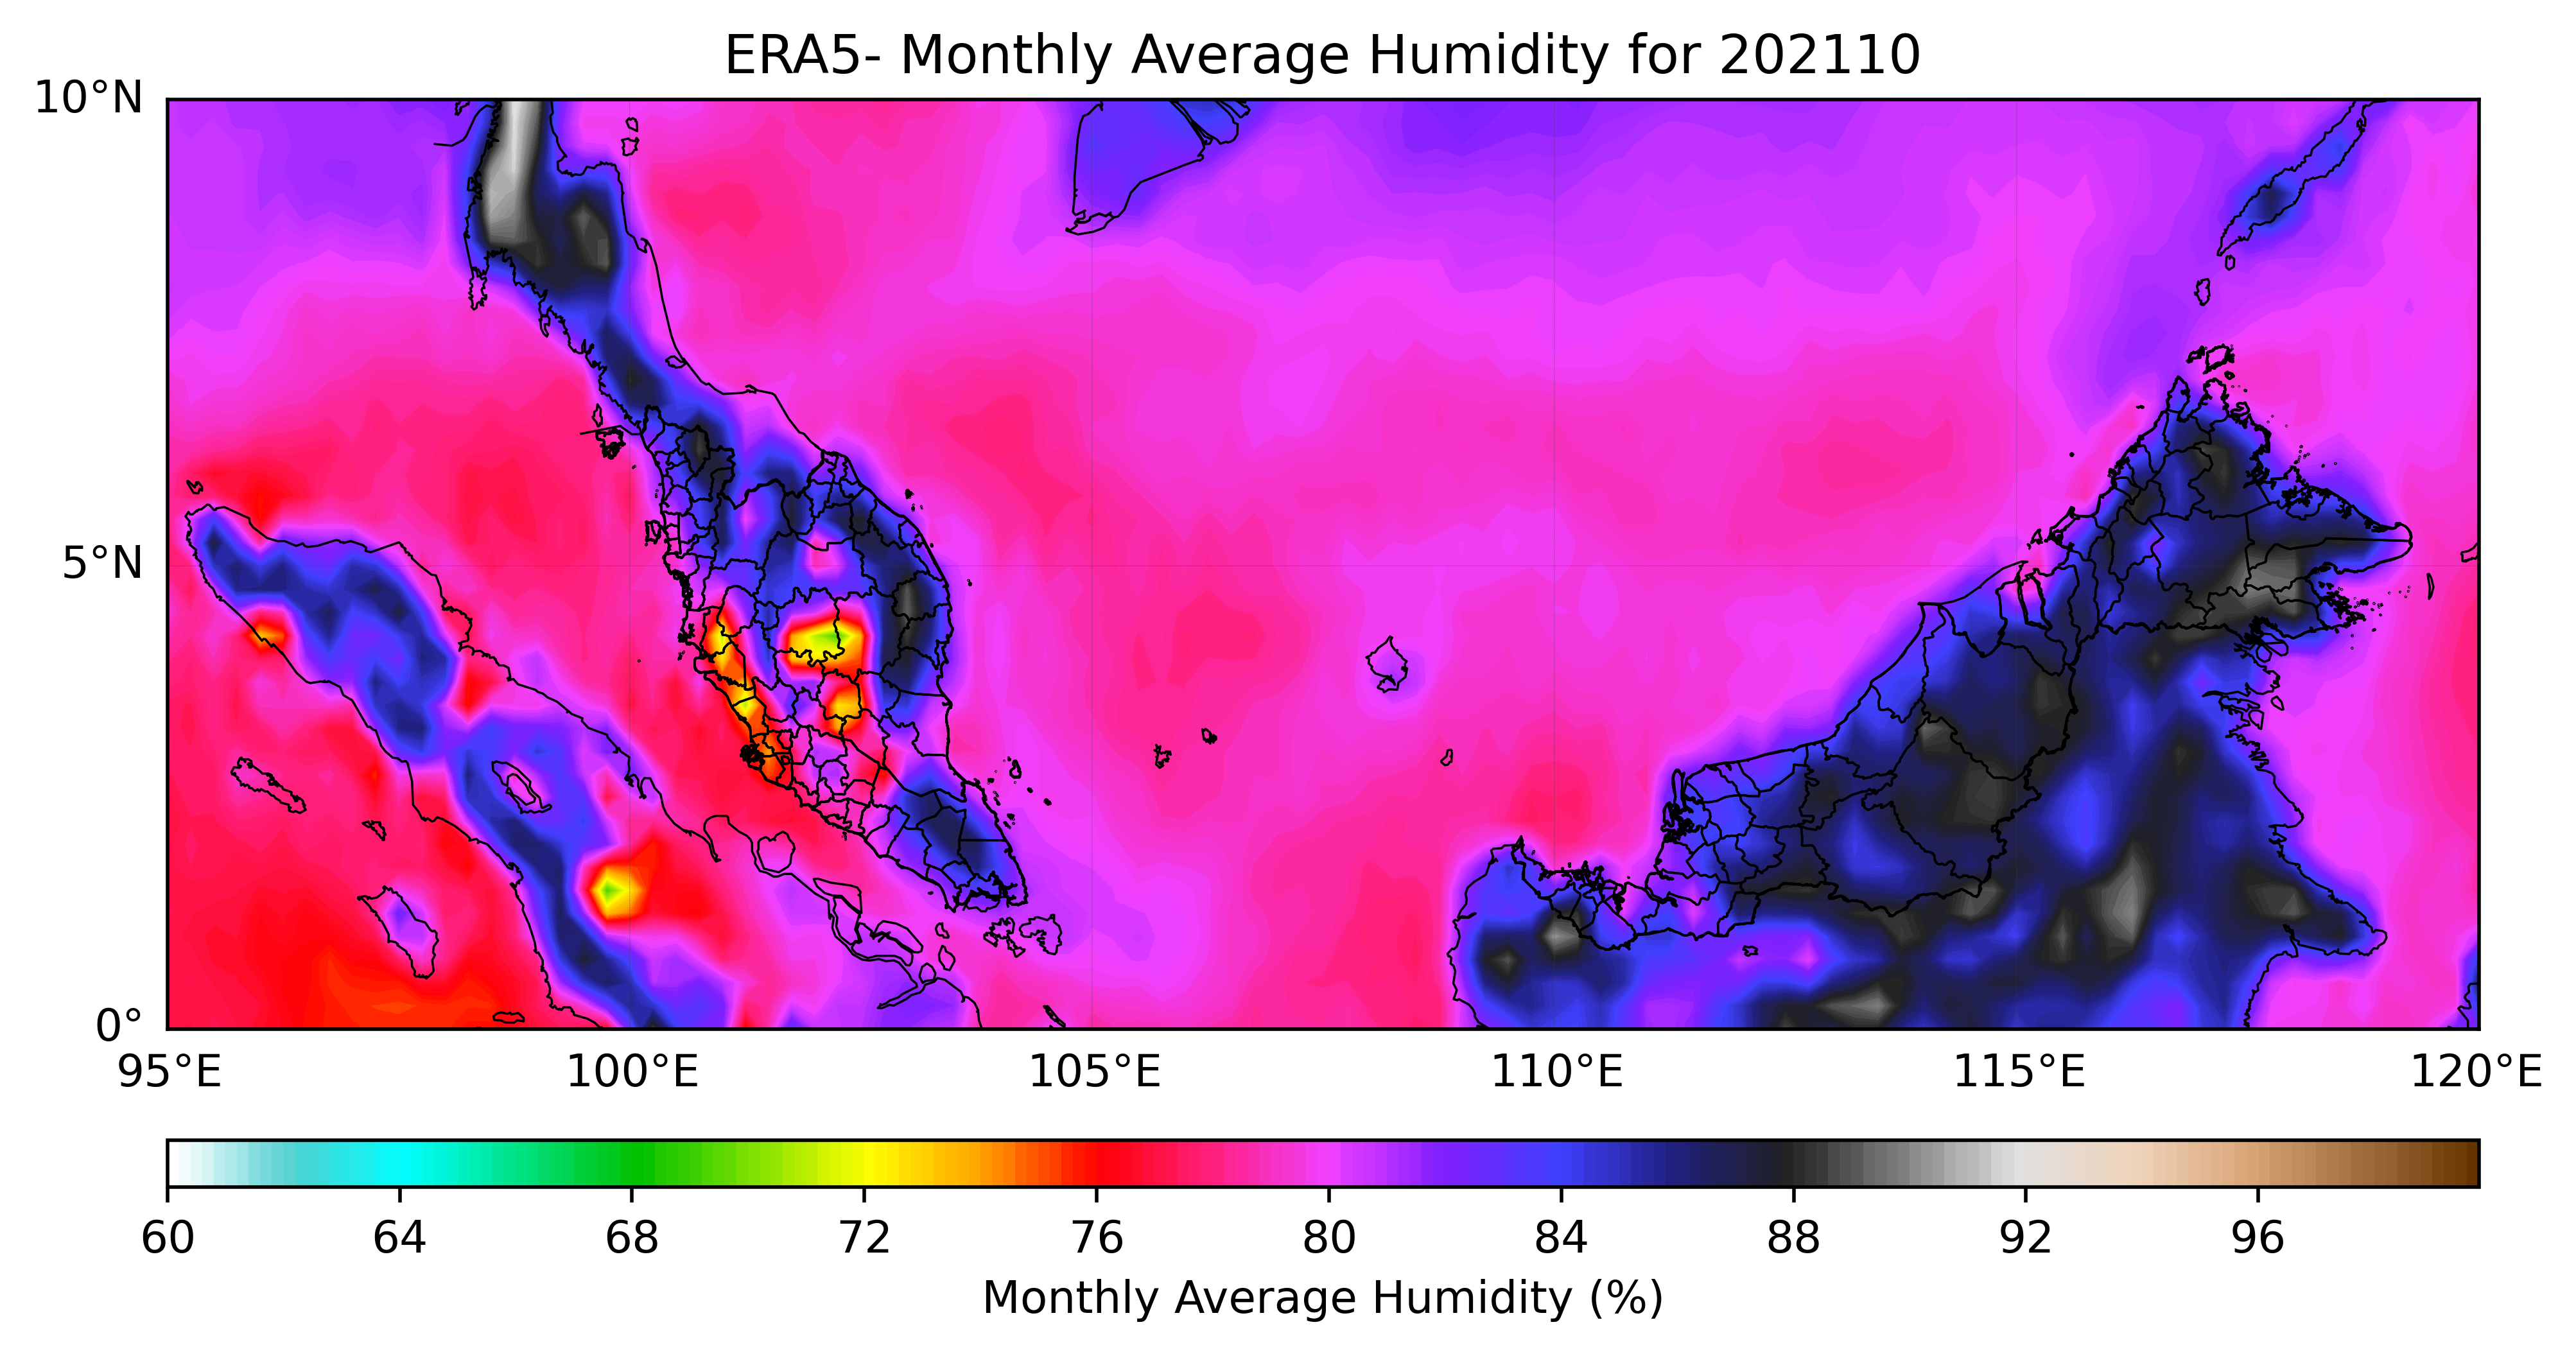 ERA5- Monthly Average Humidity for 202110
10°N
5°N
0°
95°E 100°E 105°E 110°E 115°E 120°E
60 64 68 72 76 80 84 88 92 96
Monthly Average Humidity (%)